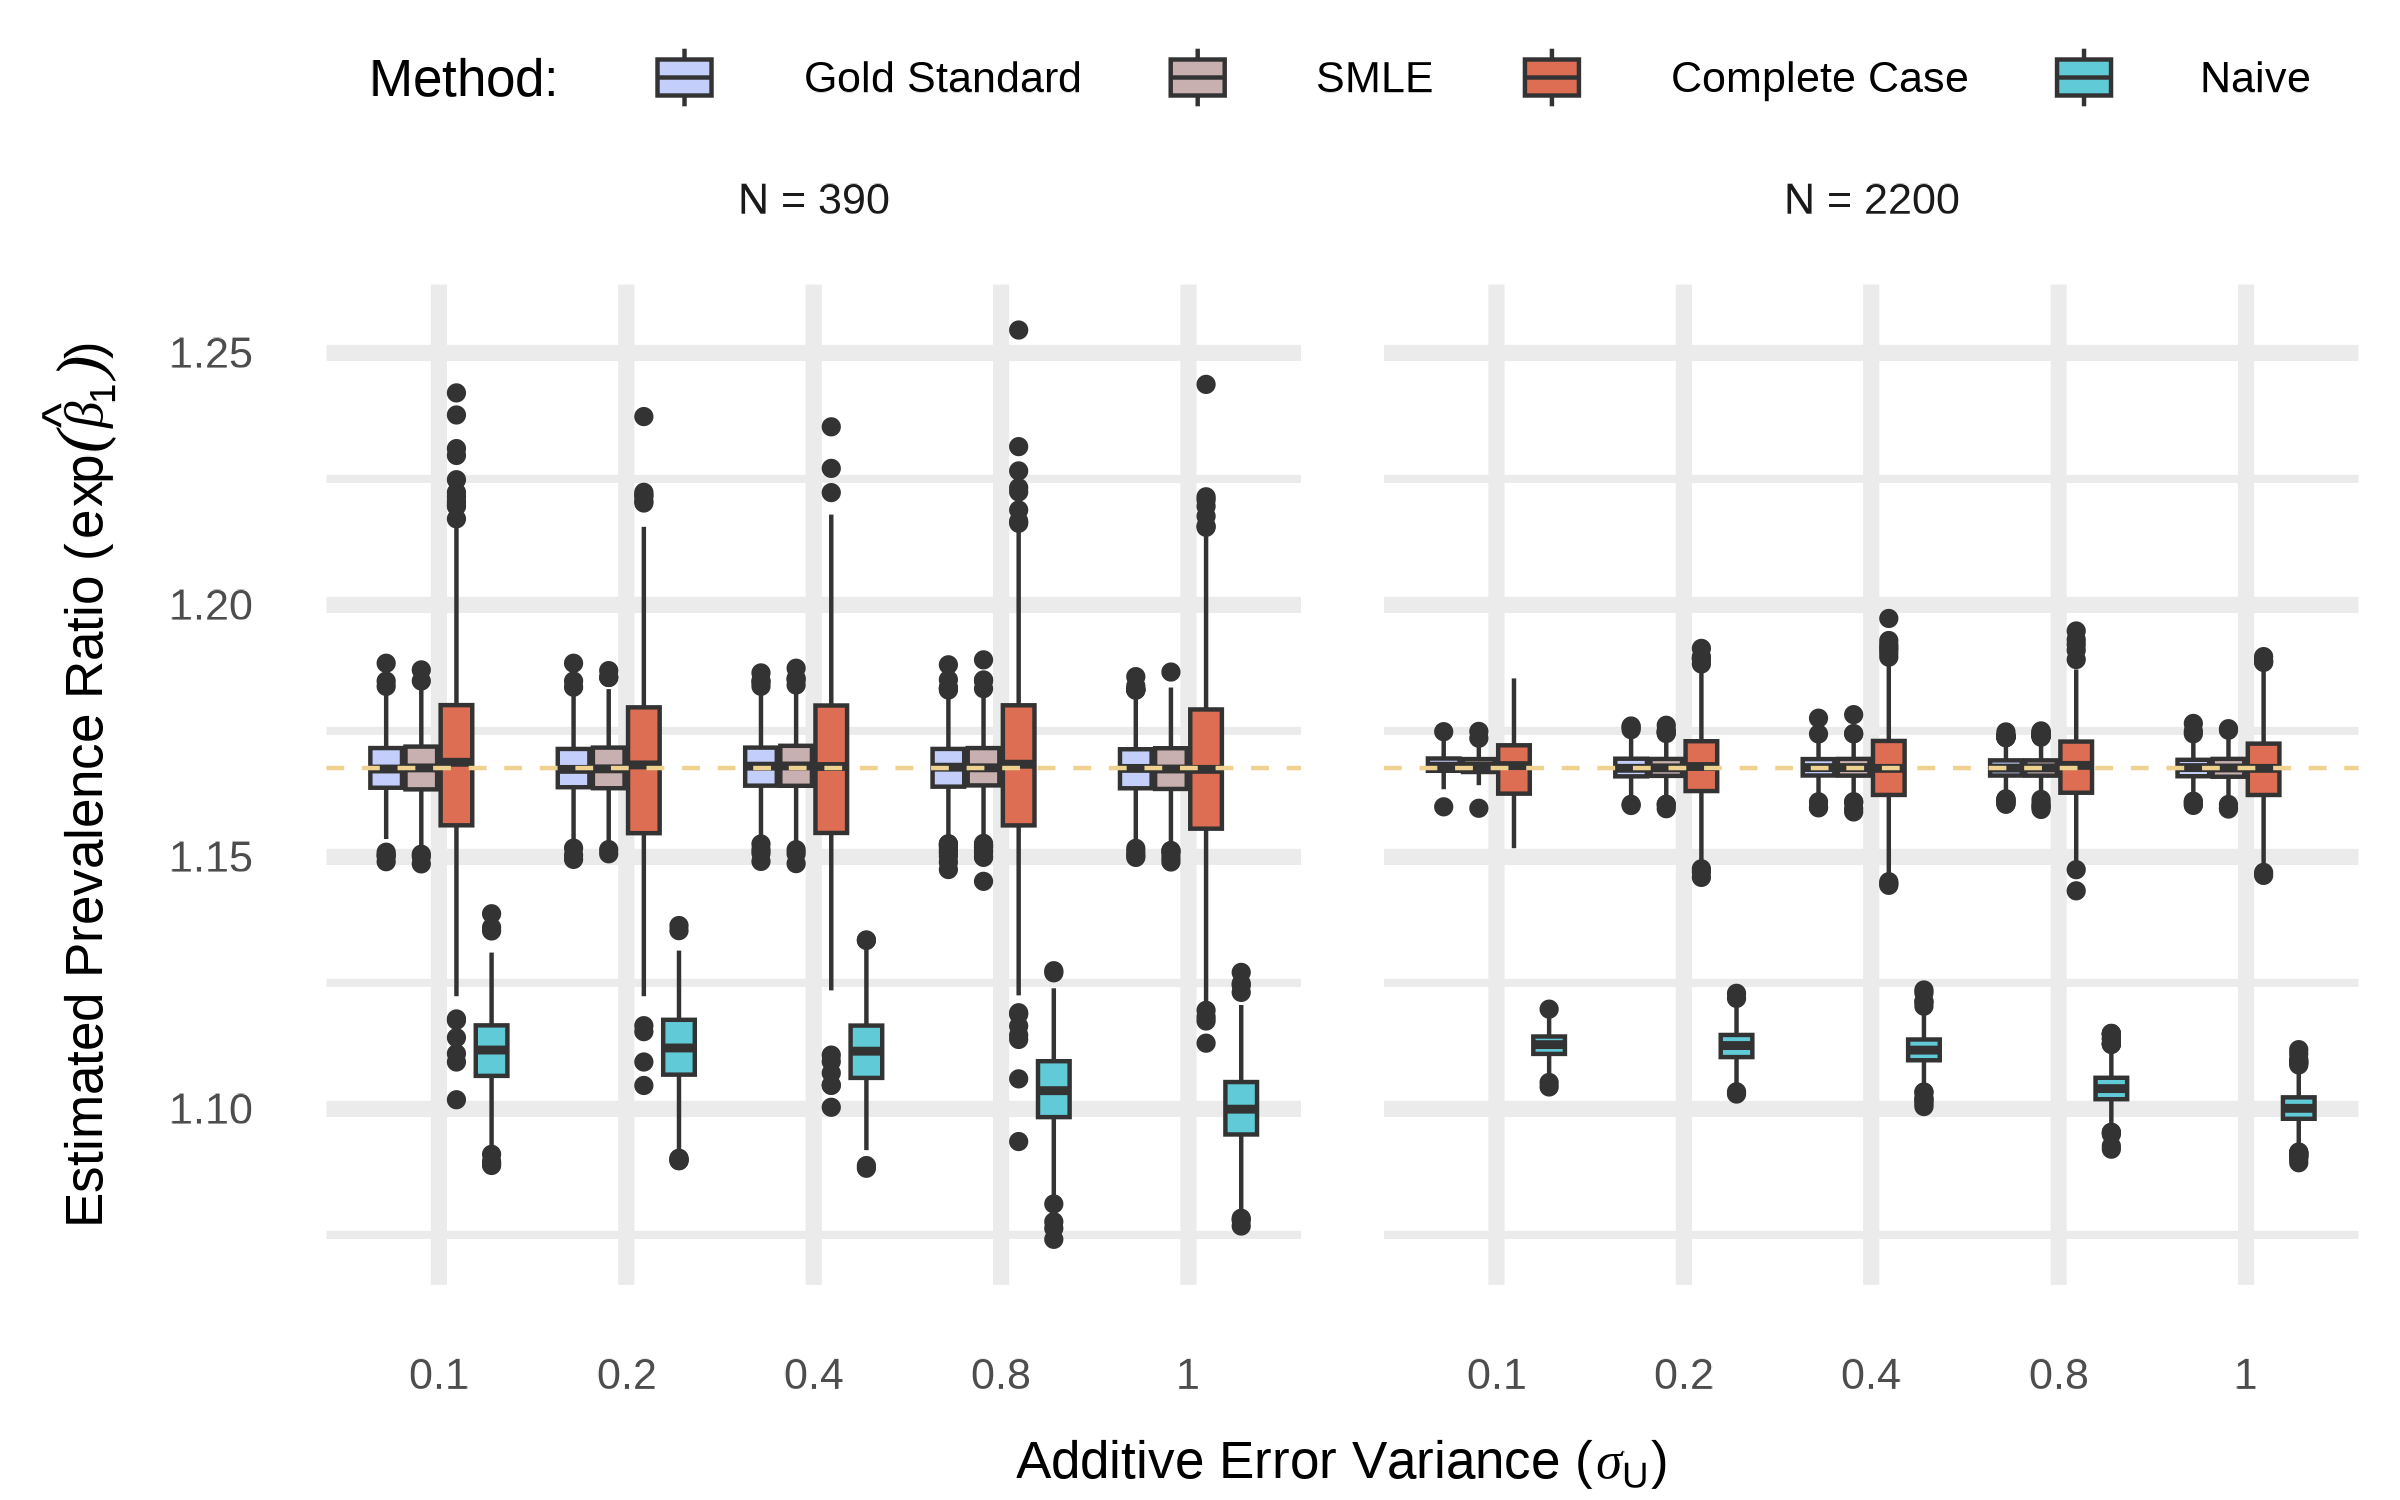 Method: Gold Standard SMLE Complete Case Naive
N = 390 N = 2200
Estimated Prevalence Ratio (exp(β̂₁))
1.25
1.20
1.15
1.10
0.1 0.2 0.4 0.8 1 0.1 0.2 0.4 0.8 1
Additive Error Variance (σU)